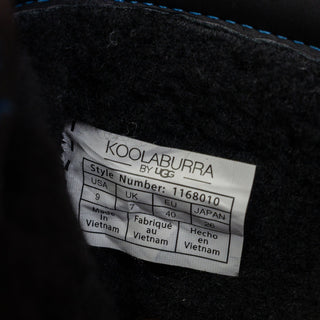 KOOLABURRA
BY UGG
Style Number: 1168010
USA UK EU JAPAN
9 7 40 26
Made in Vietnam Fabriqué au Vietnam Hecho en Vietnam